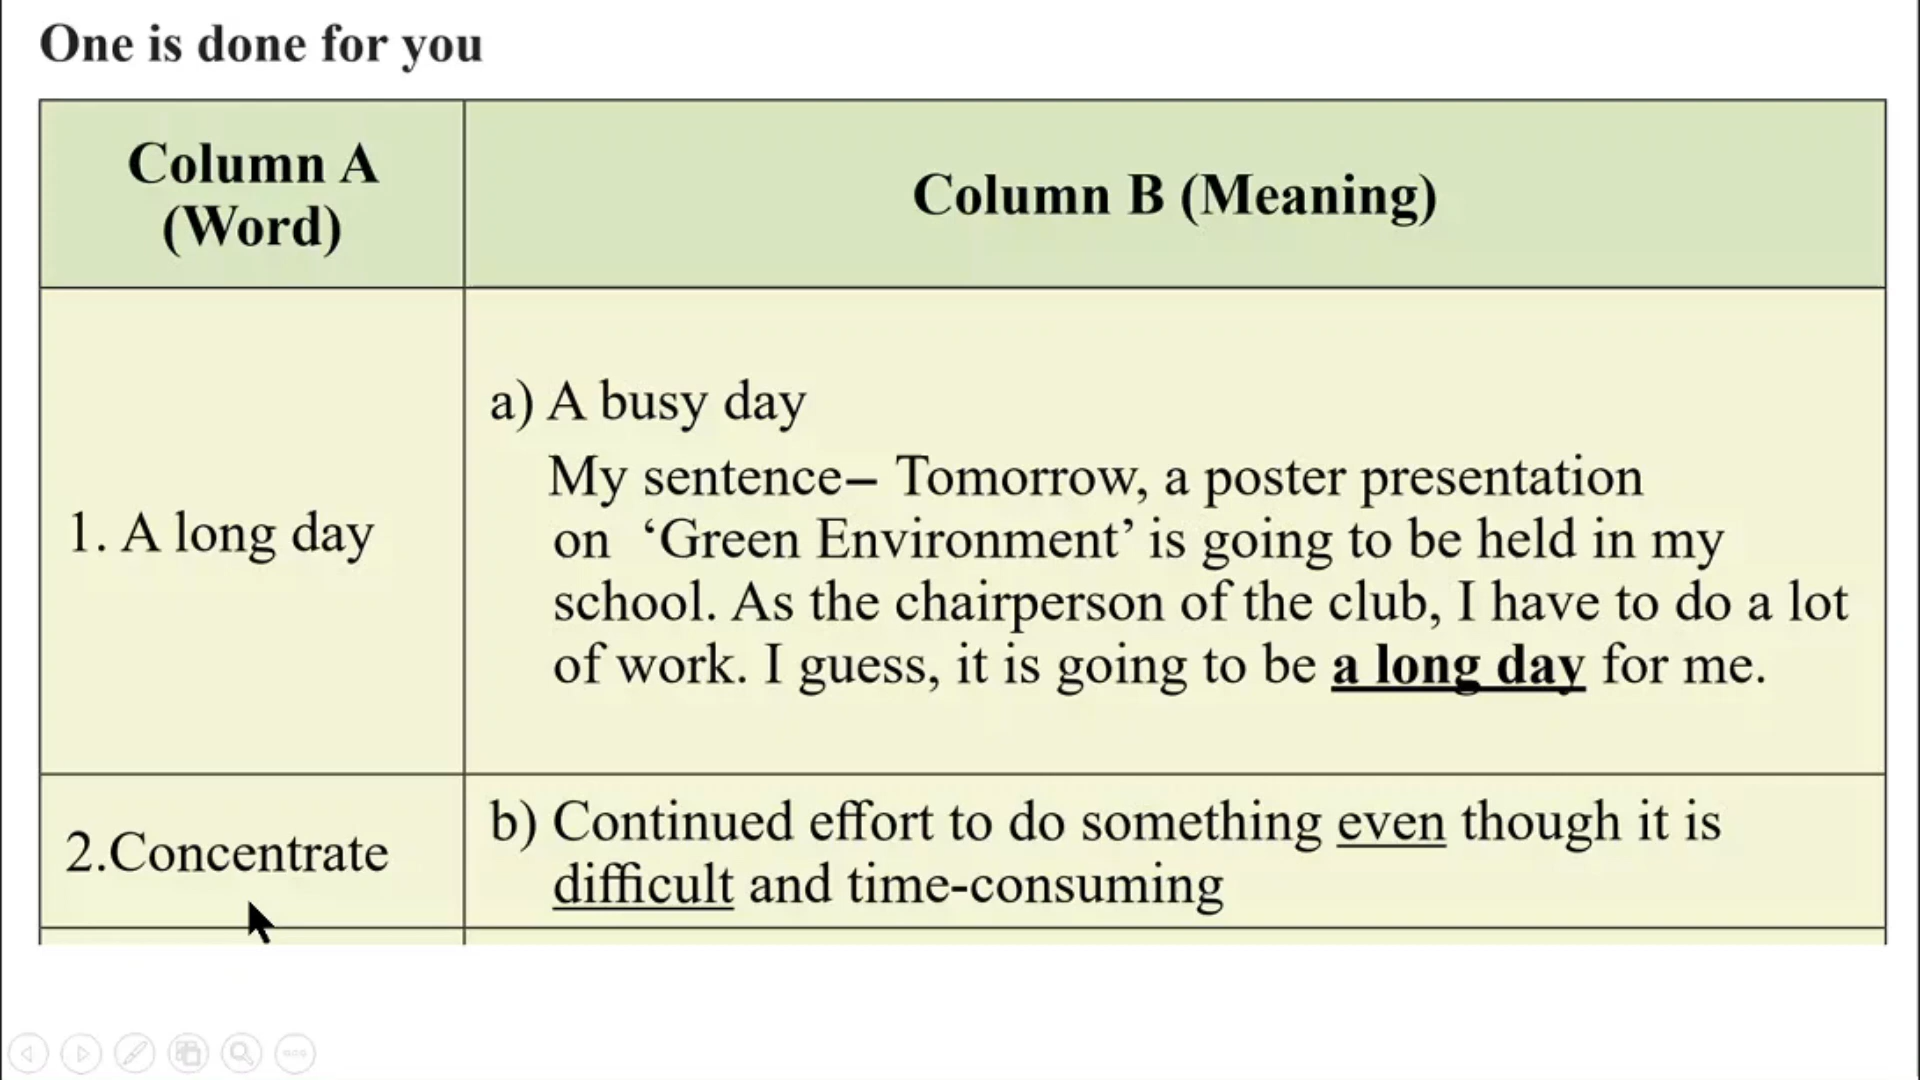 One is done for you
Column A
(Word)
Column B (Meaning)
1. A long day
a) A busy day
My sentence– Tomorrow, a poster presentation
on ‘Green Environment’ is going to be held in my
school. As the chairperson of the club, I have to do a lot
of work. I guess, it is going to be a long day for me.
2.Concentrate
b) Continued effort to do something even though it is
difficult and time-consuming